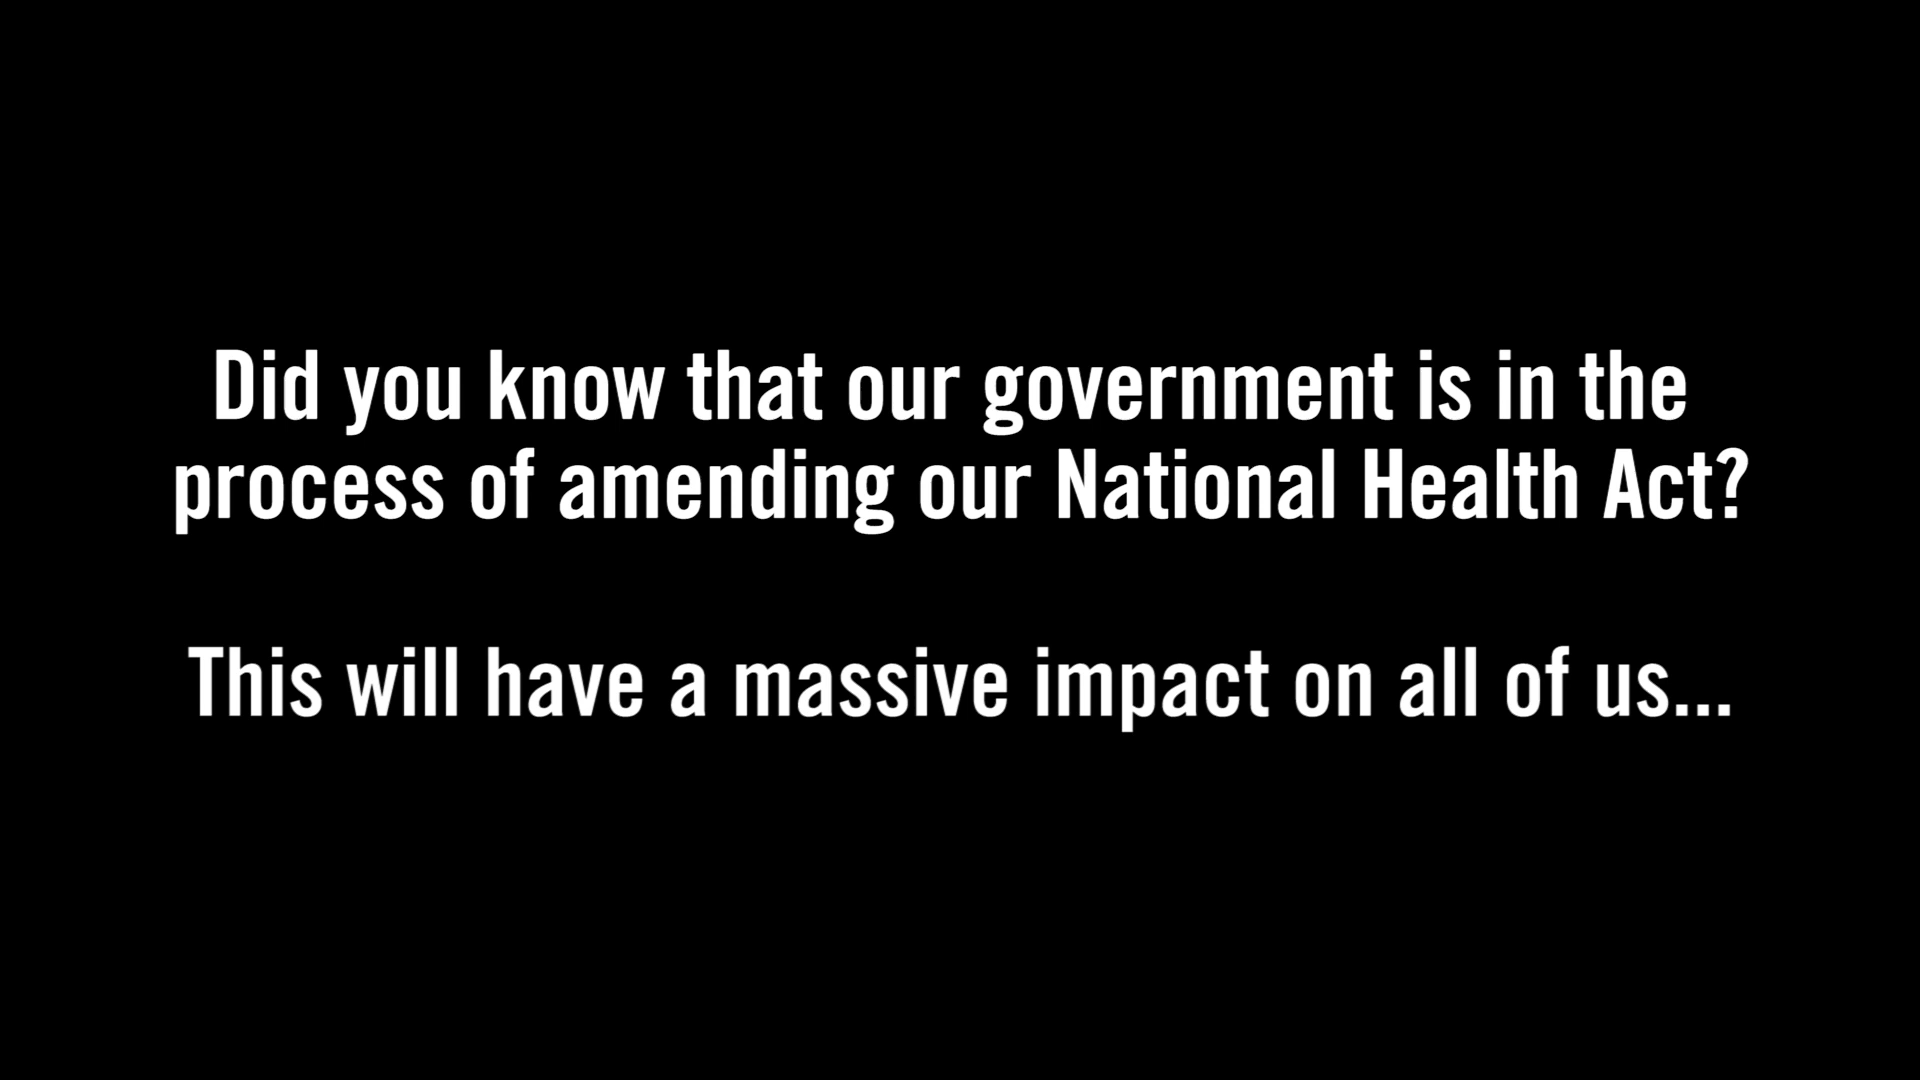 Did you know that our government is in the
process of amending our National Health Act?
This will have a massive impact on all of us...